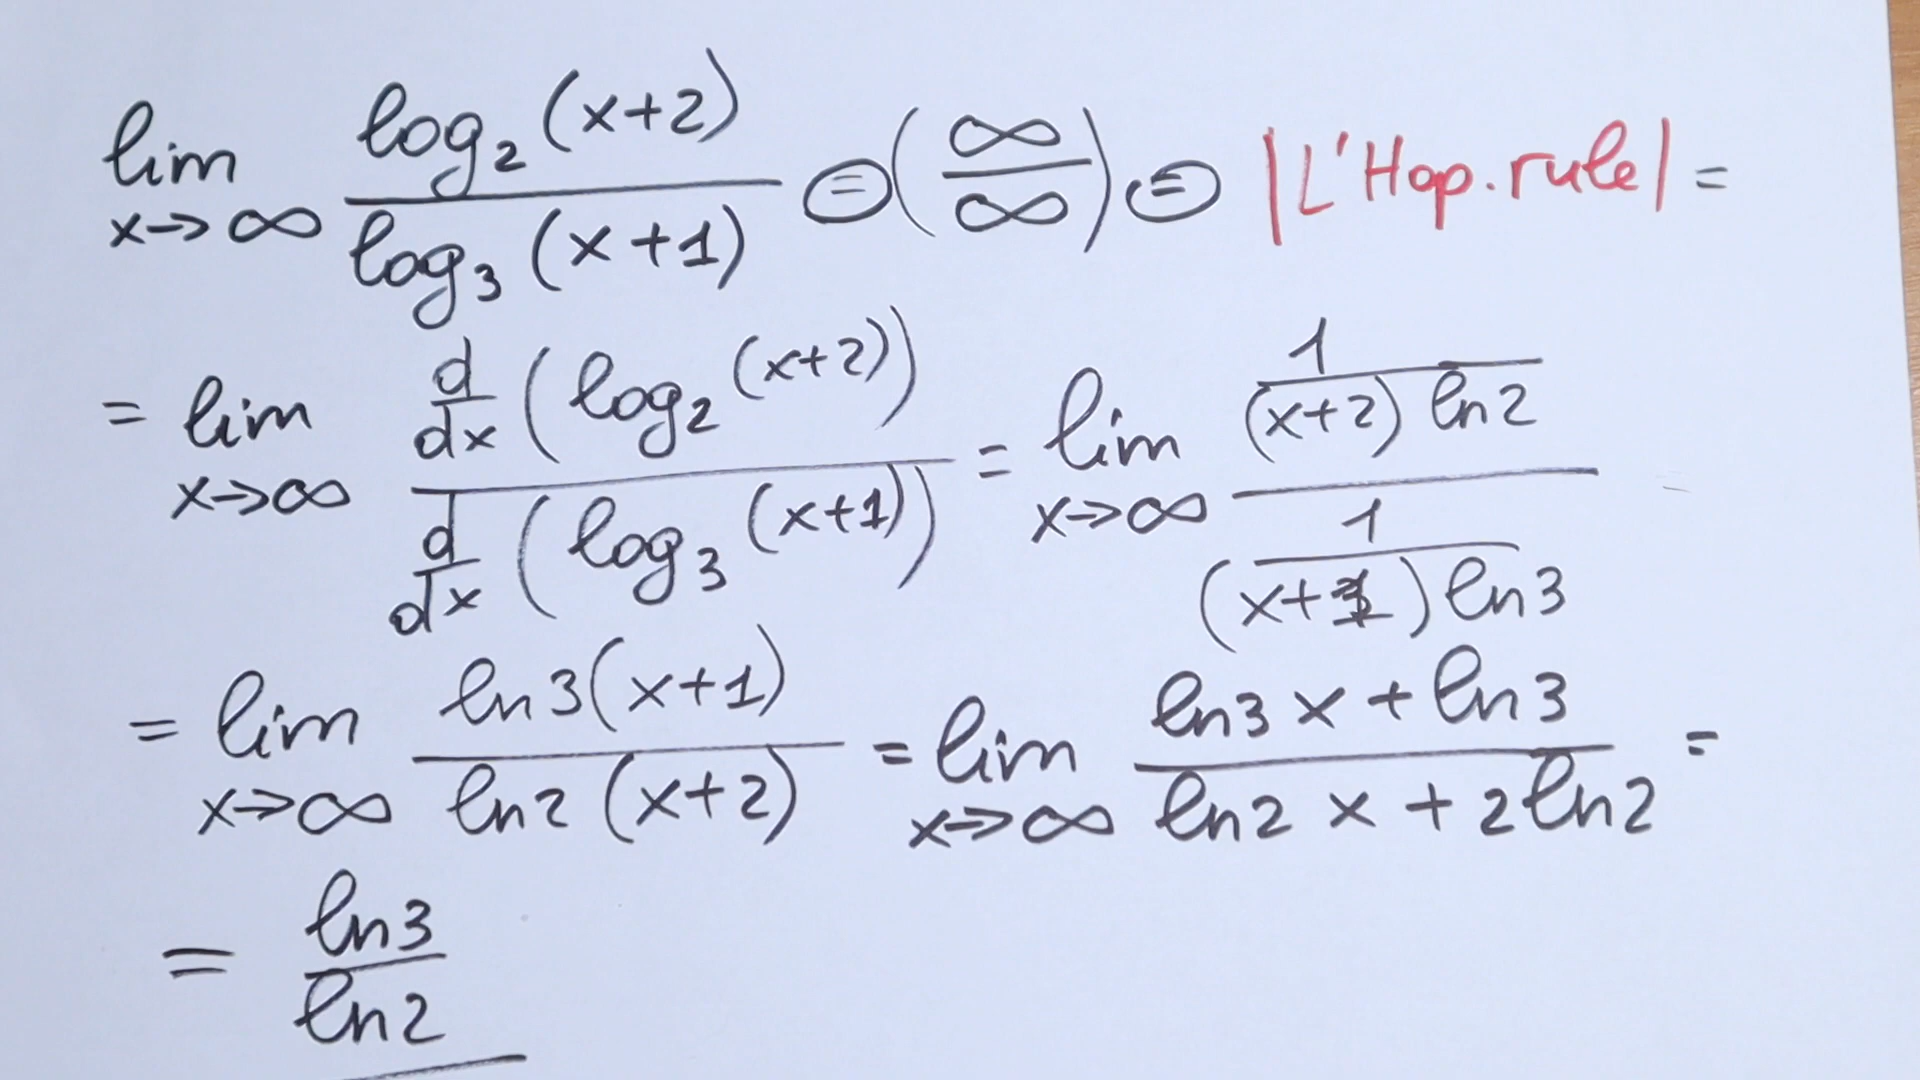 lim x→∞ log₂(x+2) / log₃(x+1) = (∞/∞) = |L'Hop. rule| =
= lim x→∞ d/dx (log₂(x+2)) / d/dx (log₃(x+1)) = lim x→∞ 1/((x+2) ln2) / 1/((x+1) ln3)
= lim x→∞ ln3(x+1) / ln2(x+2) = lim x→∞ ln3 x + ln3 / ln2 x + 2ln2 =
= ln3 / ln2